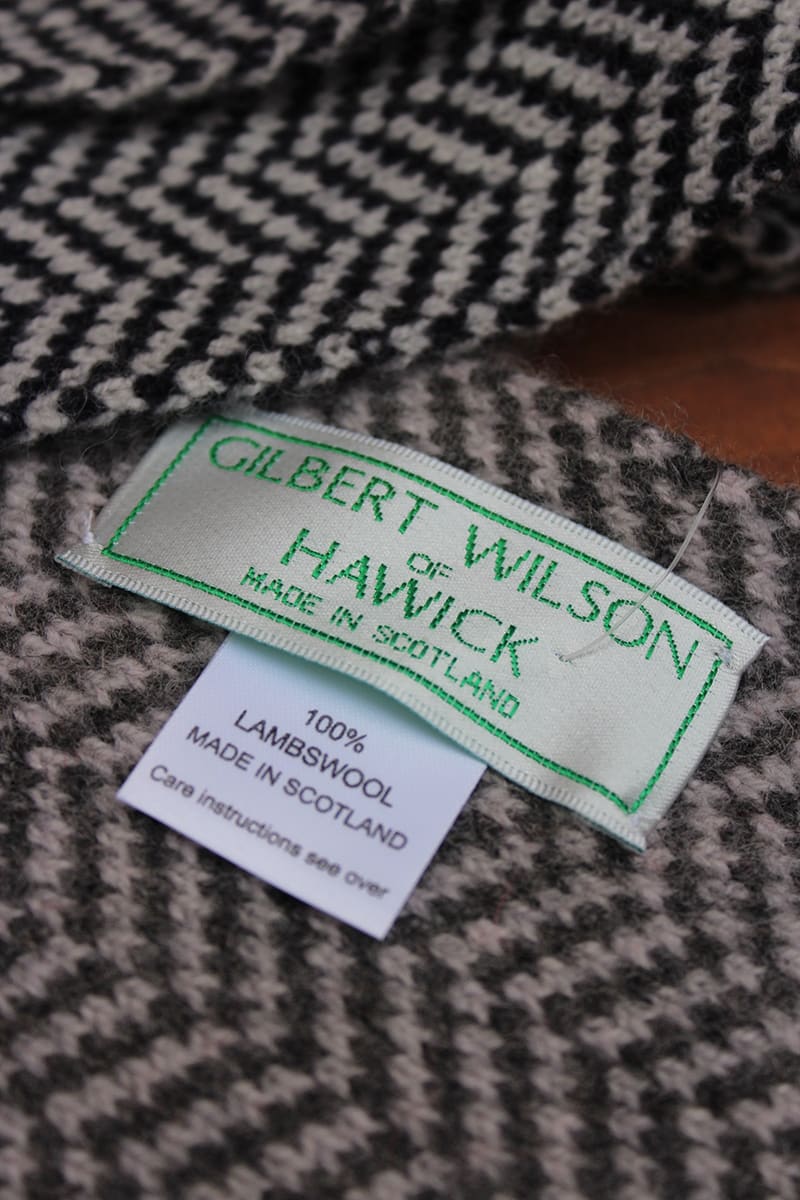 GILBERT WILSON
OF
HAWICK
MADE IN SCOTLAND
100%
LAMBSWOOL
MADE IN SCOTLAND
Care instructions see over